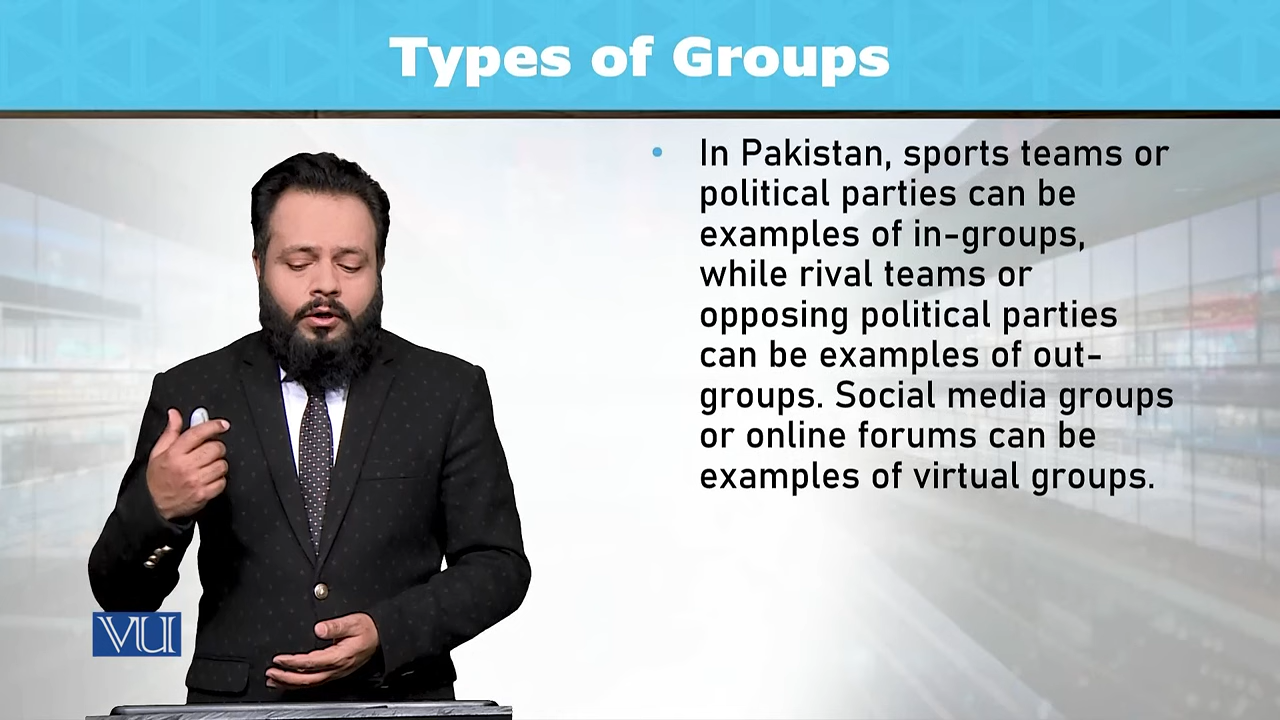 Types of Groups
• In Pakistan, sports teams or
political parties can be
examples of in-groups,
while rival teams or
opposing political parties
can be examples of out-
groups. Social media groups
or online forums can be
examples of virtual groups.
VU